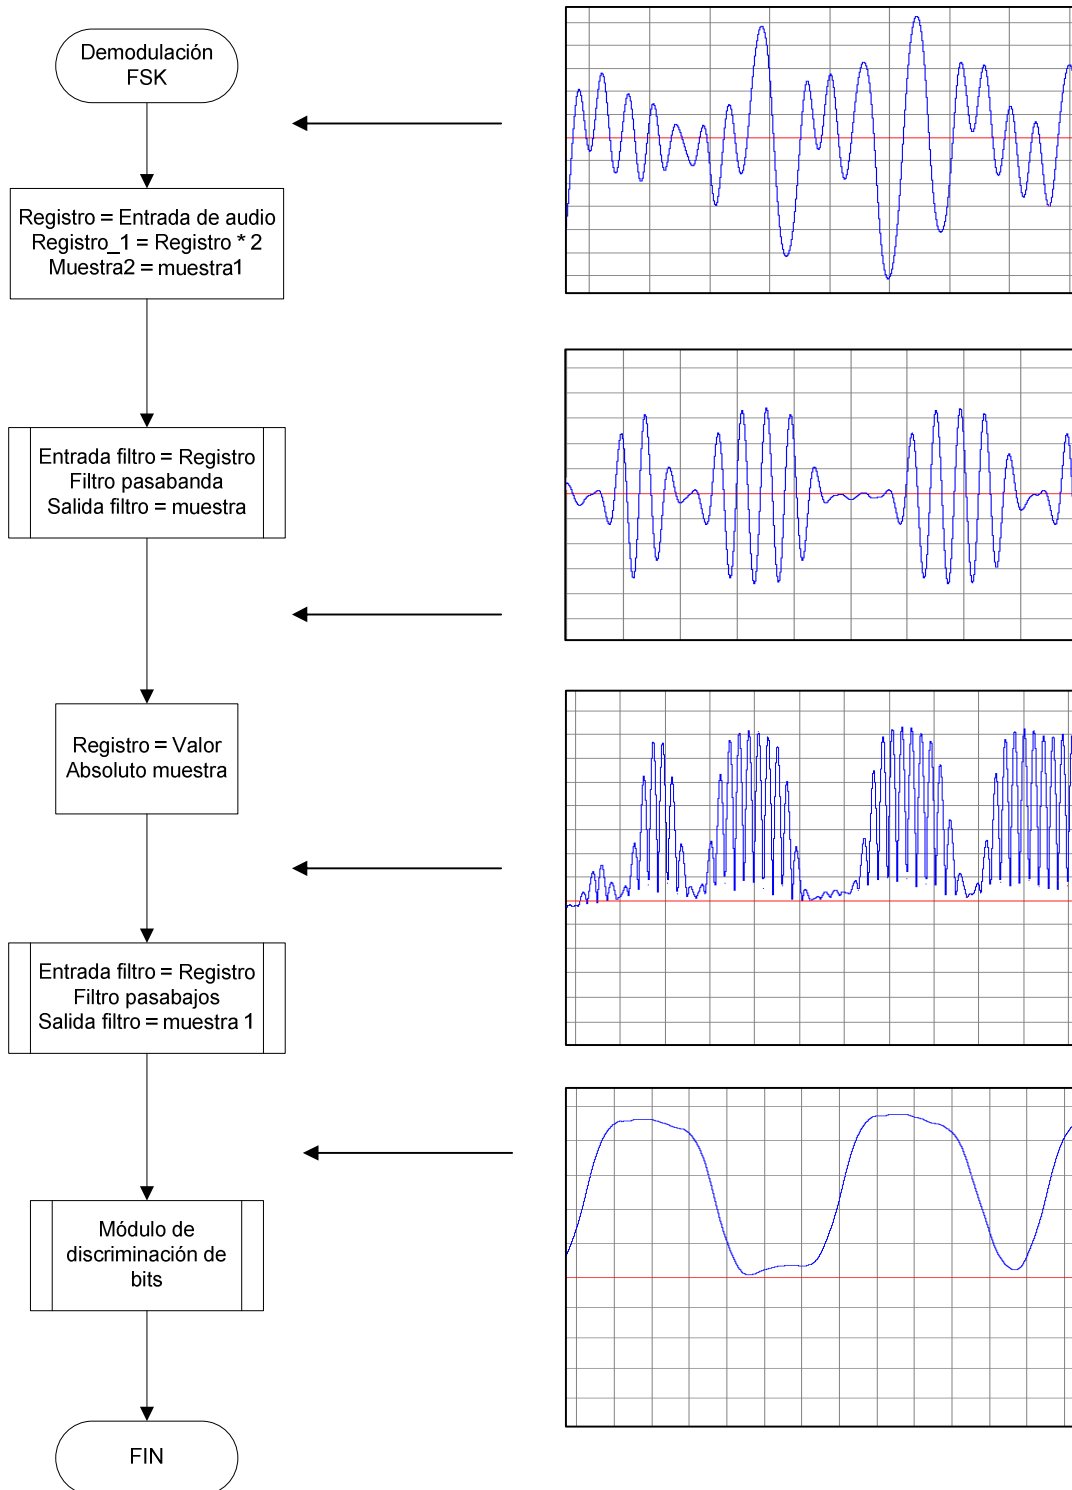 Demodulación
FSK
Registro = Entrada de audio
Registro_1 = Registro * 2
Muestra2 = muestra1
Entrada filtro = Registro
Filtro pasabanda
Salida filtro = muestra
Registro = Valor
Absoluto muestra
Entrada filtro = Registro
Filtro pasabajos
Salida filtro = muestra 1
Módulo de
discriminación de
bits
FIN